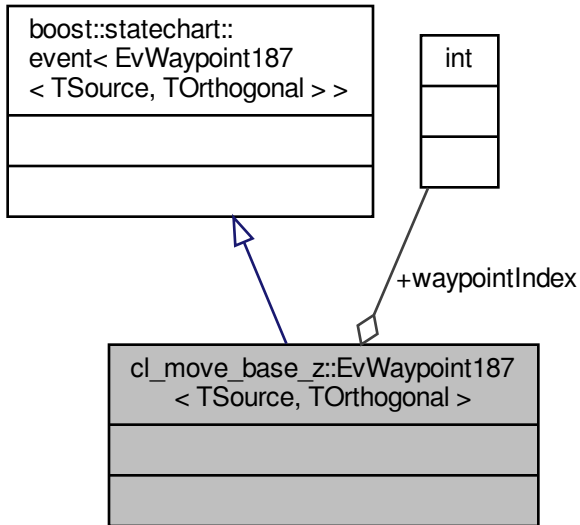 boost::statechart::
event< EvWaypoint187
< TSource, TOrthogonal > >
int
+waypointIndex
cl_move_base_z::EvWaypoint187
< TSource, TOrthogonal >